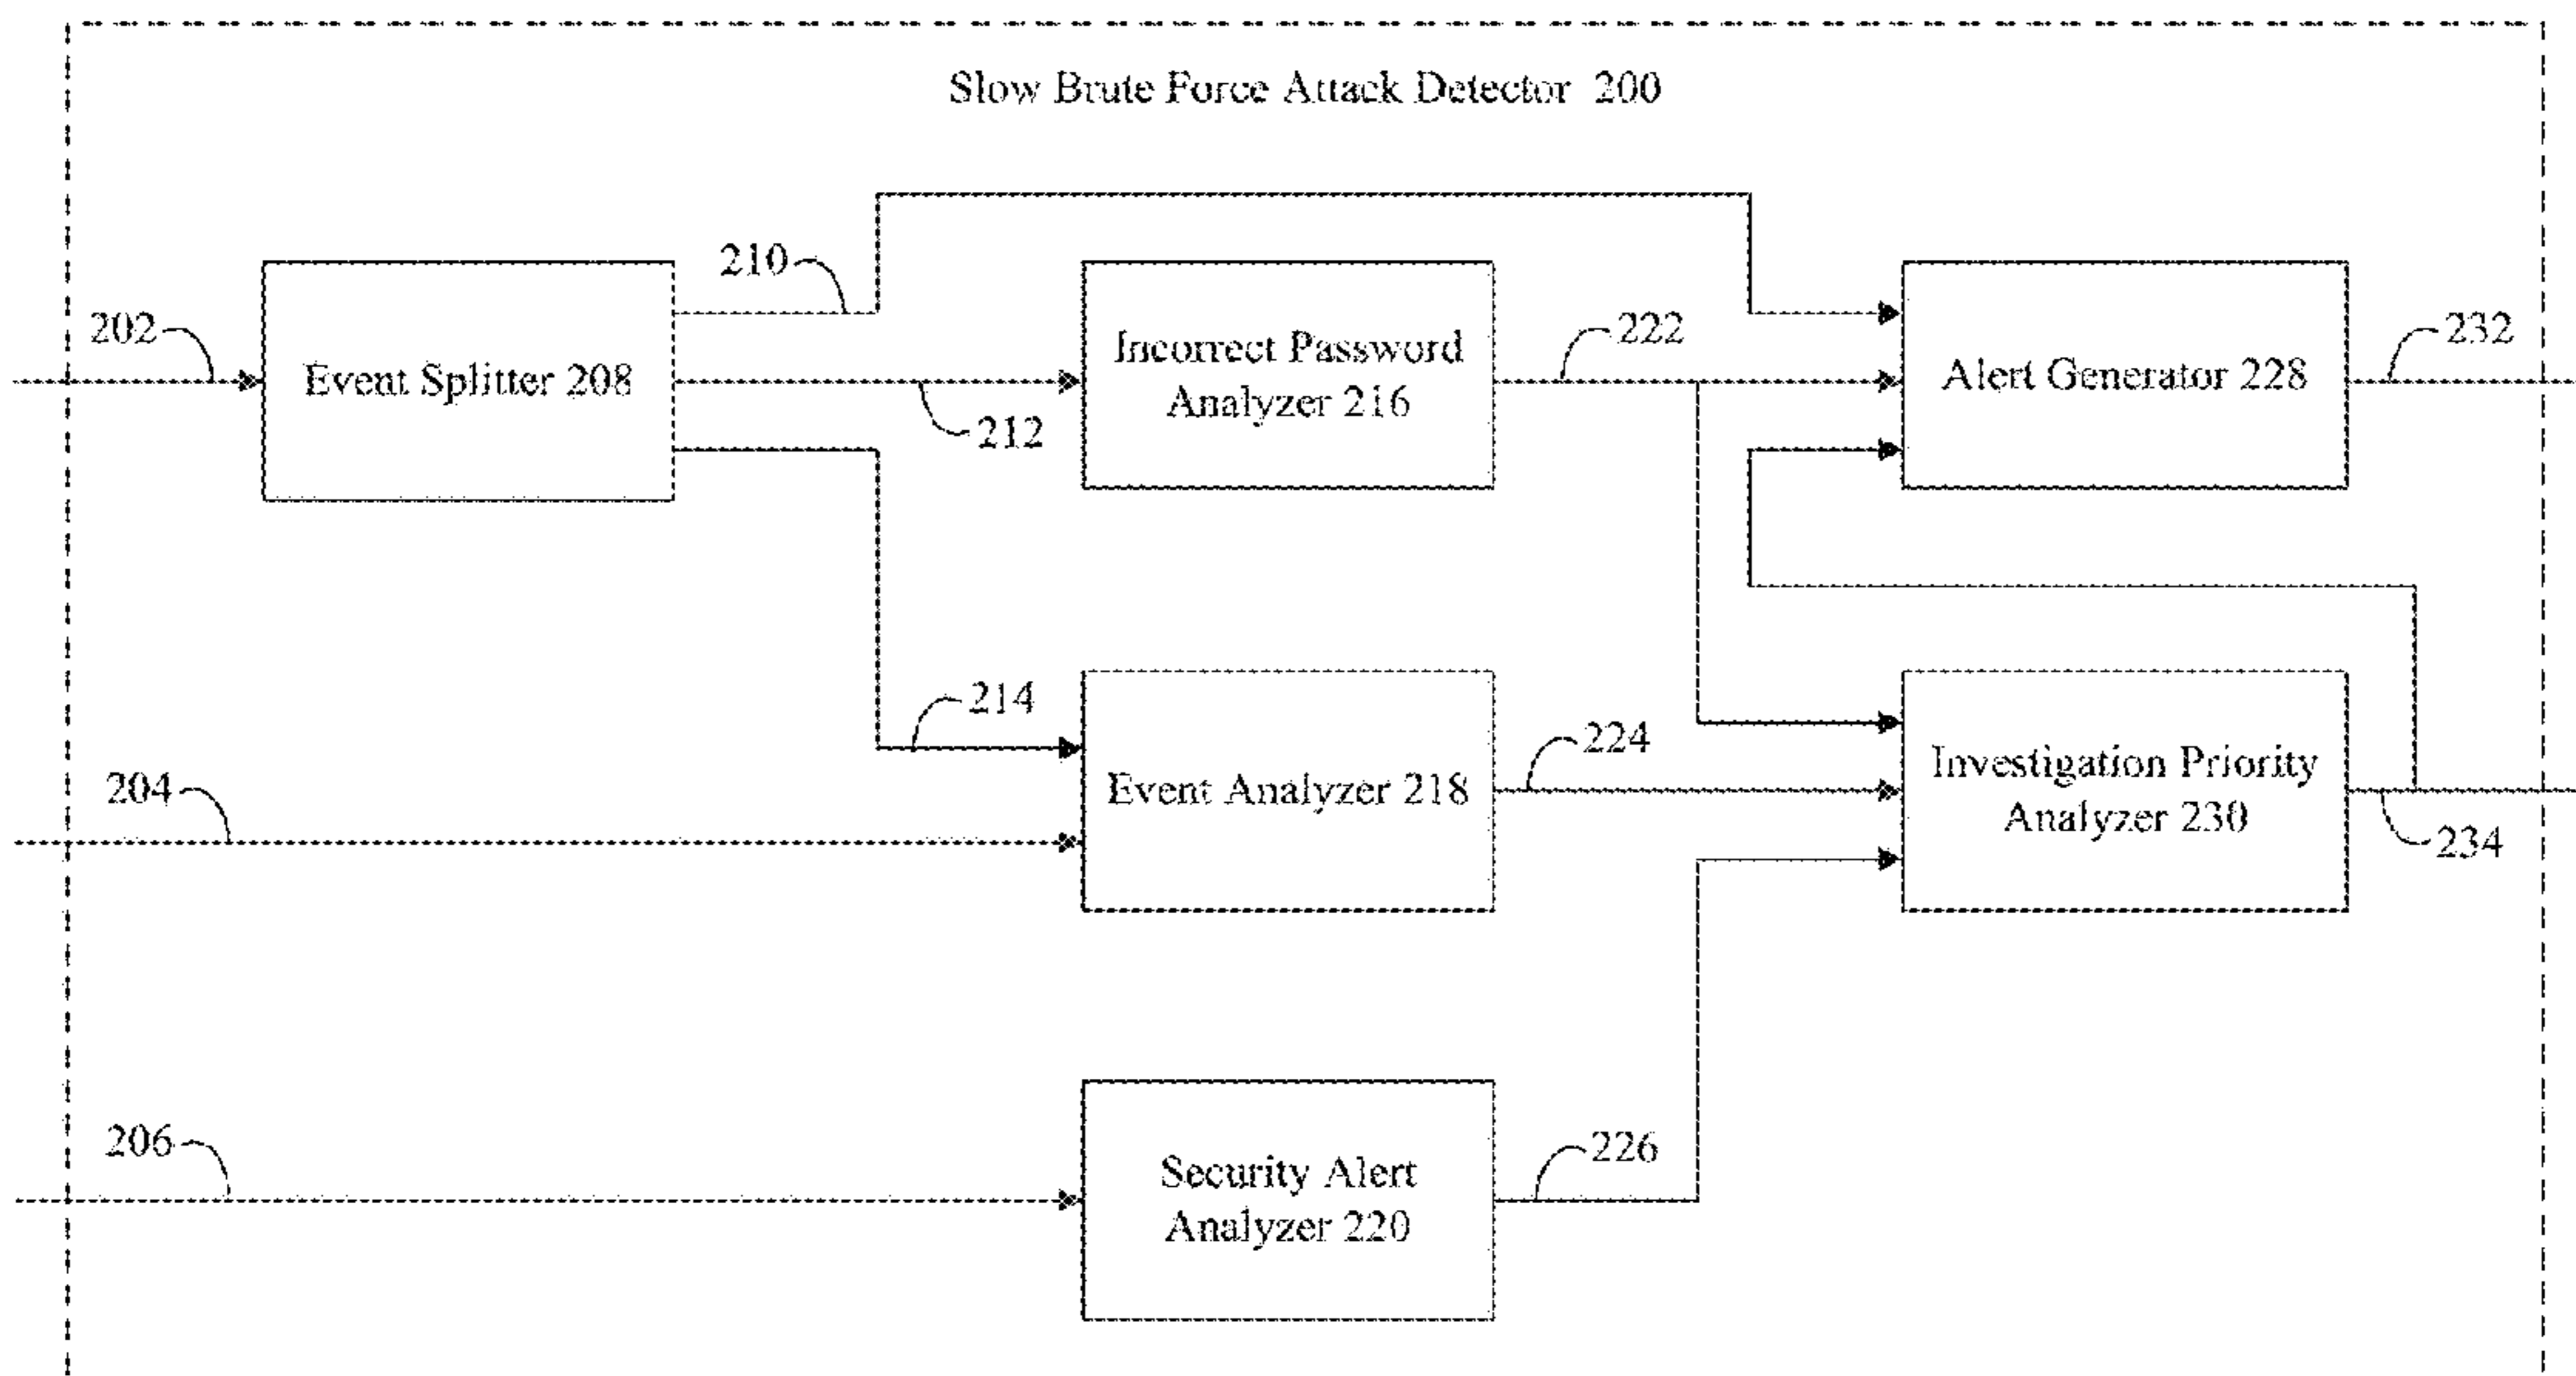 Slow Brute Force Attack Detector 200
210
202
Event Splitter 208
212
Incorrect Password
Analyzer 216
222
Alert Generator 228
232
214
204
Event Analyzer 218
224
Investigation Priority
Analyzer 230
234
206
Security Alert
Analyzer 220
226